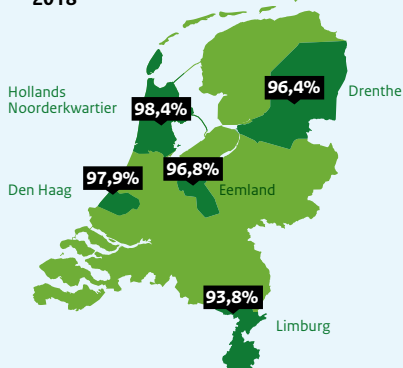 2018
96,4%
Drenthe
Hollands
Noorderkwartier
98,4%
96,8%
97,9%
Den Haag
Eemland
93,8%
Limburg